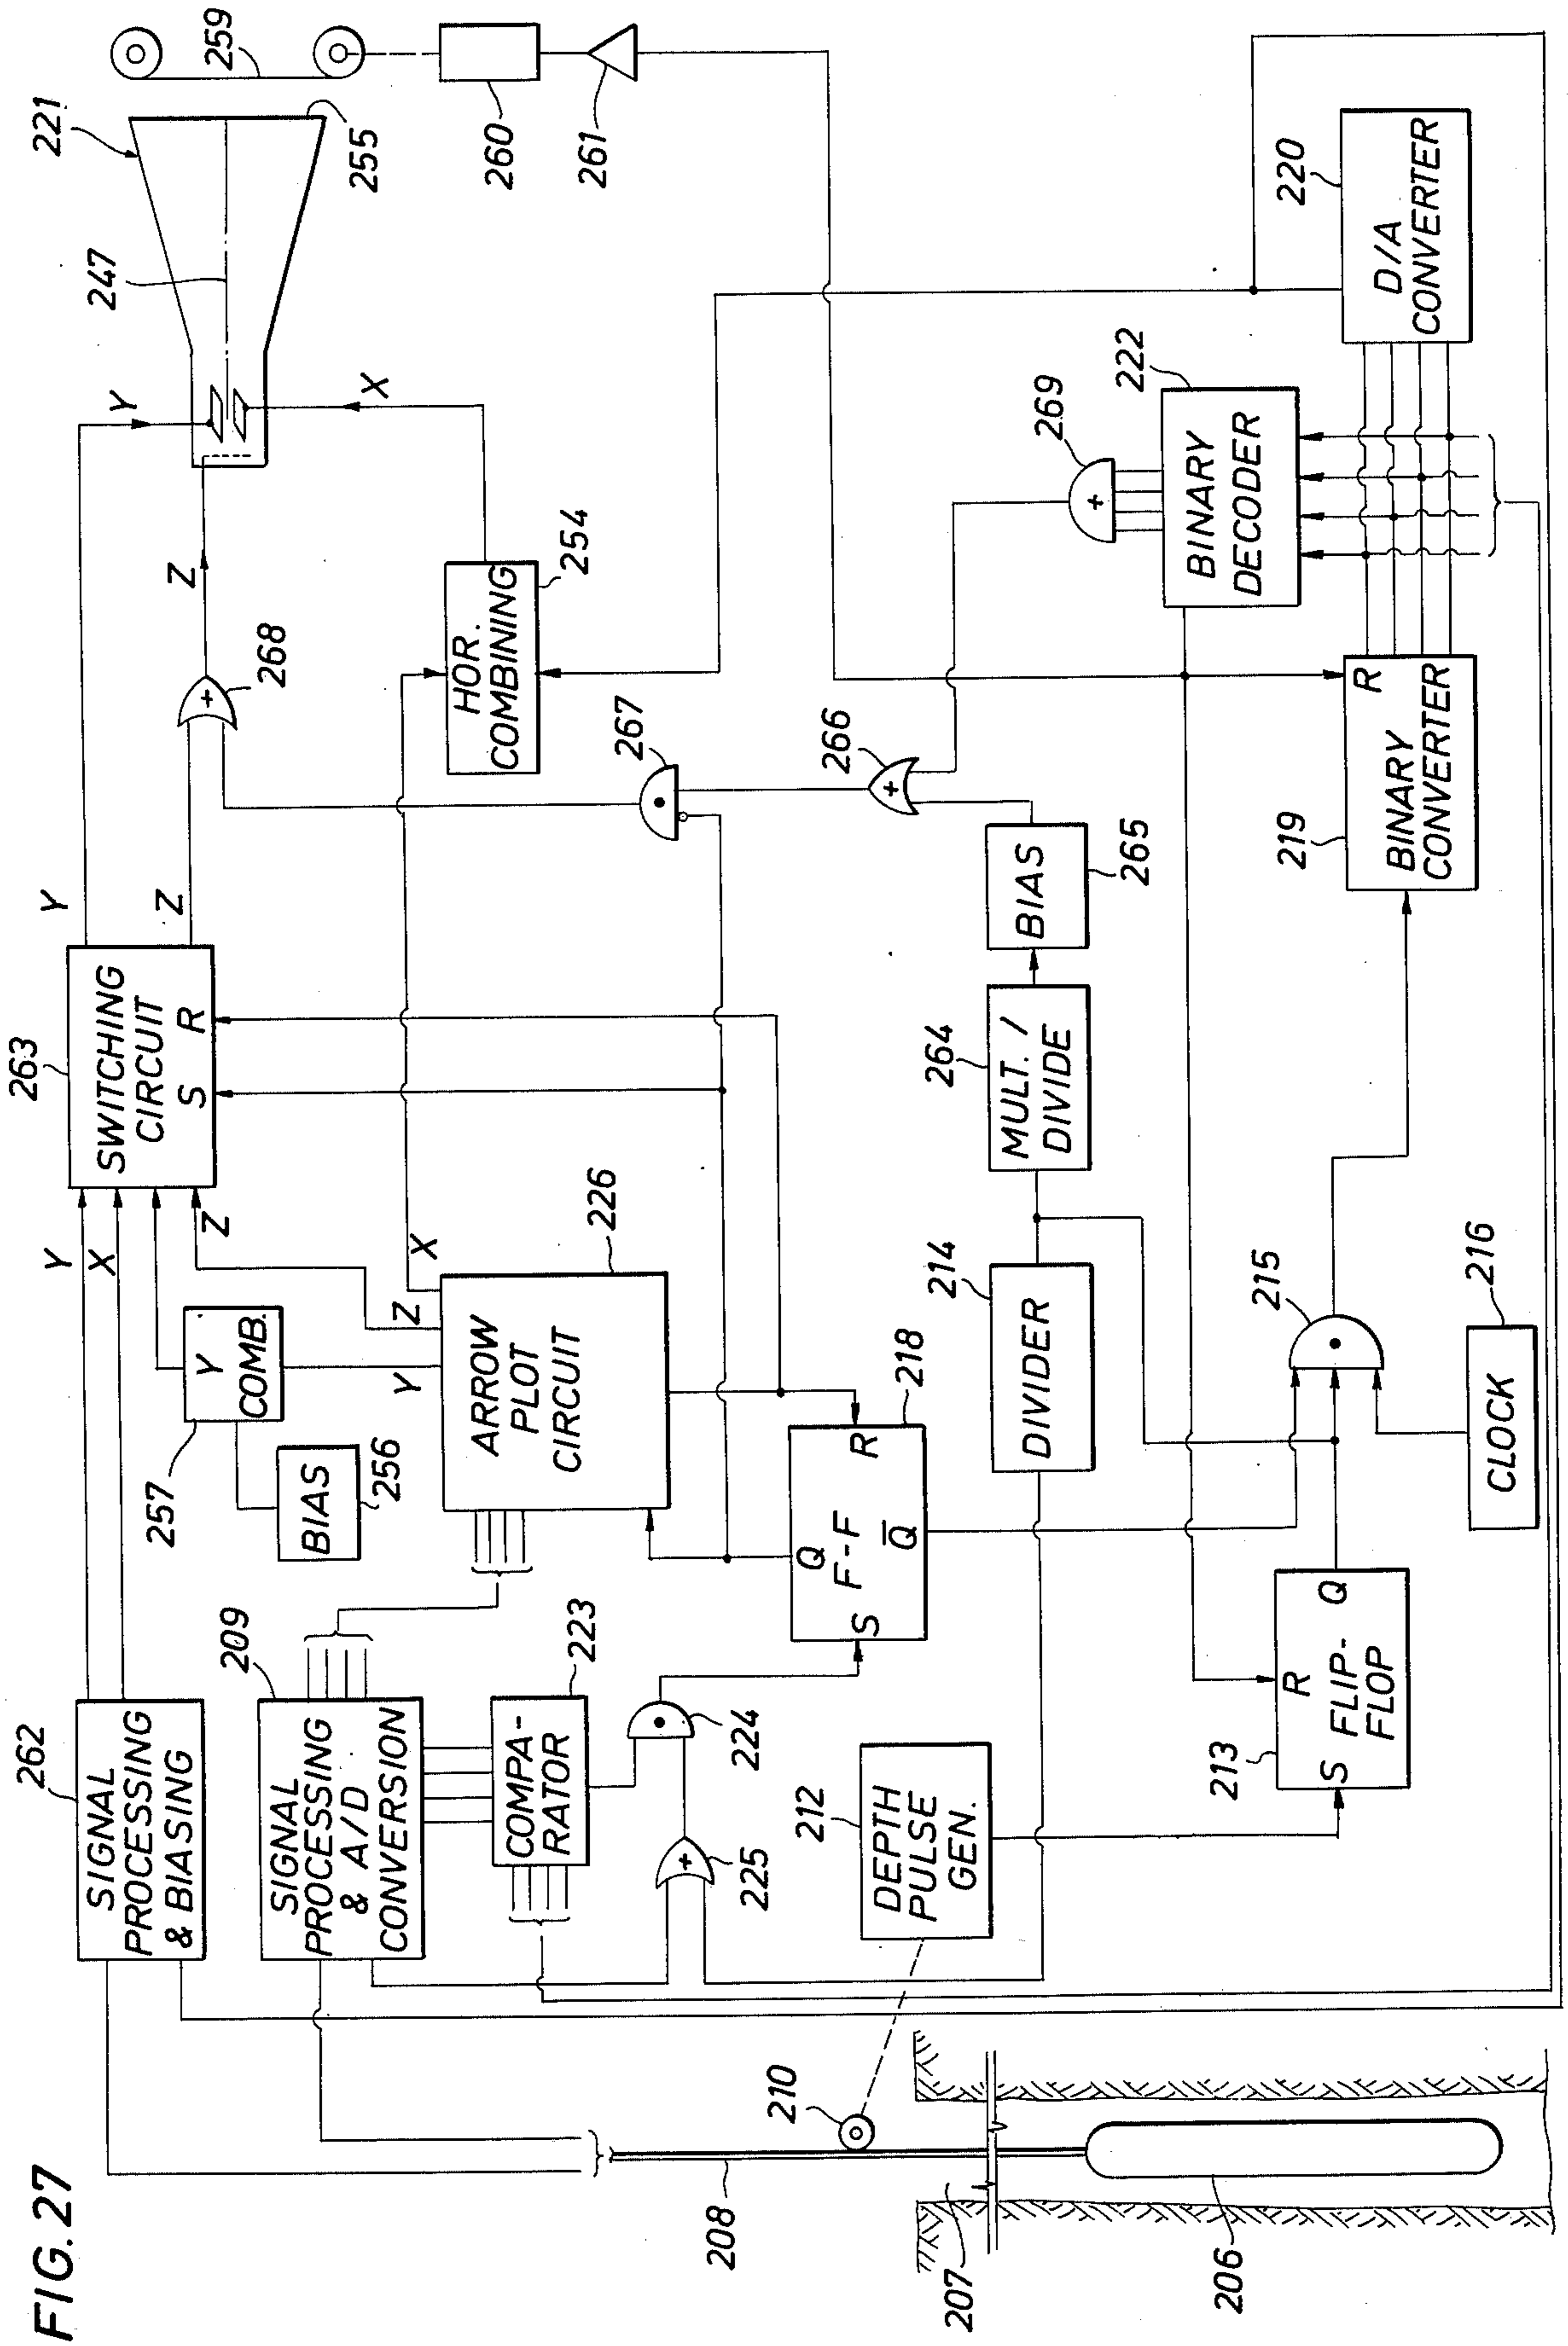 FIG. 27
262
SIGNAL
PROCESSING
& BIASING
Y
X
263
SWITCHING
CIRCUIT
S R
Y
Z
Z
268
Z
Y
247
221
255
259
X
260
261
209
SIGNAL
PROCESSING
& A/D
CONVERSION
257
Y
COMB.
BIAS
256
Z
Y
Z
X
ARROW
PLOT
CIRCUIT
226
HOR.
COMBINING
254
223
COMPA-
RATOR
224
225
267
218
Q
F-F
S
R
Q̅
266
269
210
212
DEPTH
PULSE
GEN.
214
DIVIDER
264
MULT./
DIVIDE
BIAS
265
222
BINARY
DECODER
220
D/A
CONVERTER
208
207
206
213
R
FLIP-
FLOP
S
Q
215
216
CLOCK
219
BINARY
CONVERTER
R